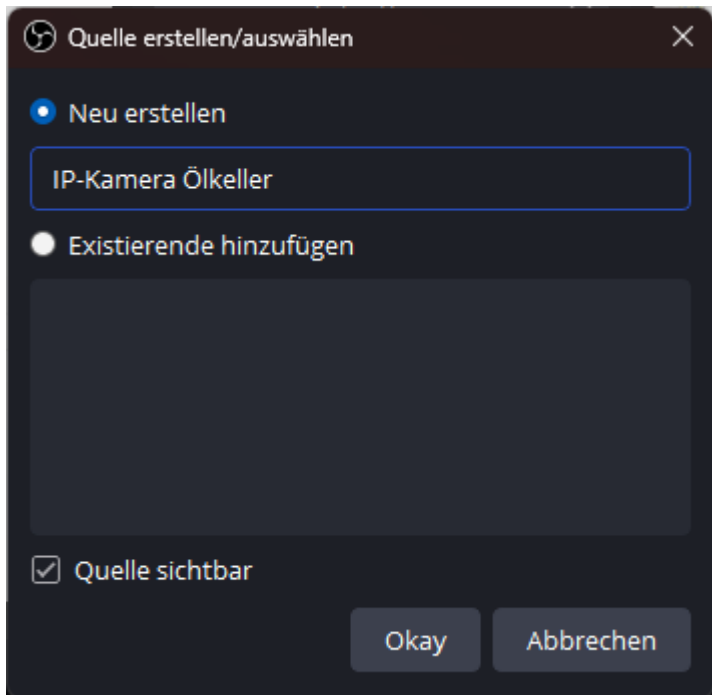 Quelle erstellen/auswählen
Neu erstellen
IP-Kamera Ölkeller
Existierende hinzufügen
Quelle sichtbar
Okay
Abbrechen